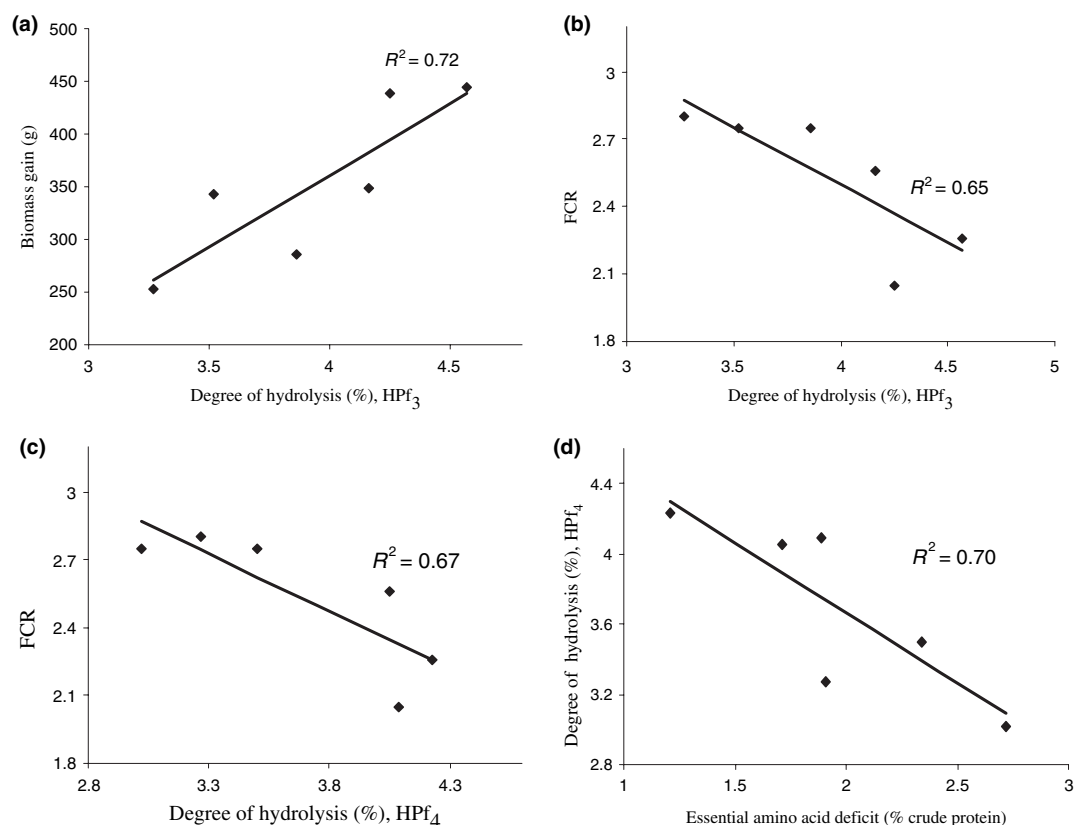 (a)
500
450
400
350
300
250
200
3
3.5
4
4.5
Biomass gain (g)
R² = 0.72
Degree of hydrolysis (%), HPf₃
(b)
3
2.7
2.4
2.1
1.8
3
3.5
4
4.5
5
FCR
R² = 0.65
Degree of hydrolysis (%), HPf₃
(c)
3
2.7
2.4
2.1
1.8
2.8
3.3
3.8
4.3
FCR
R² = 0.67
Degree of hydrolysis (%), HPf₄
(d)
4.4
4
3.6
3.2
2.8
1
1.5
2
2.5
3
Degree of hydrolysis (%), HPf₄
R² = 0.70
Essential amino acid deficit (% crude protein)